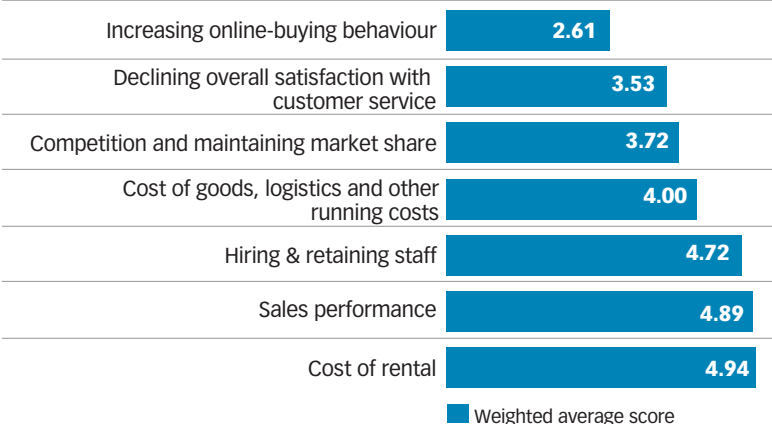 Increasing online-buying behaviour 2.61
Declining overall satisfaction with
customer service 3.53
Competition and maintaining market share 3.72
Cost of goods, logistics and other
running costs 4.00
Hiring & retaining staff 4.72
Sales performance 4.89
Cost of rental 4.94
Weighted average score